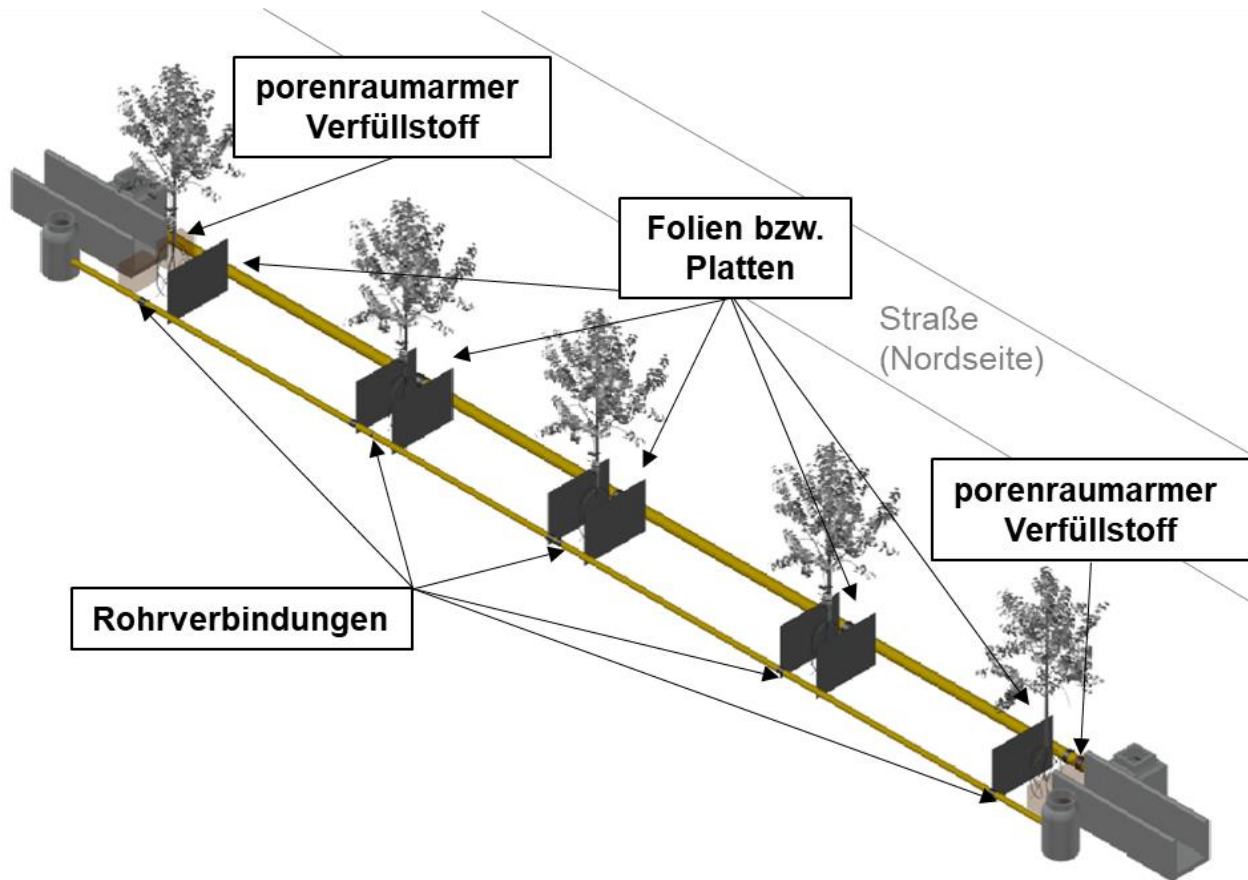 porenraumarmer
Verfüllstoff
Folien bzw.
Platten
Straße
(Nordseite)
porenraumarmer
Verfüllstoff
Rohrverbindungen